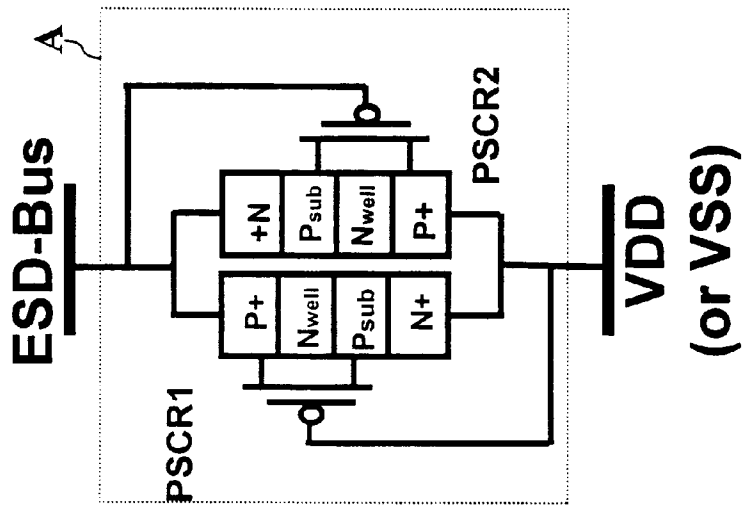 ESD-Bus
A
PSCR1
P+
Nwell
Psub
N+
+N
Psub
Nwell
P+
PSCR2
VDD
(or VSS)